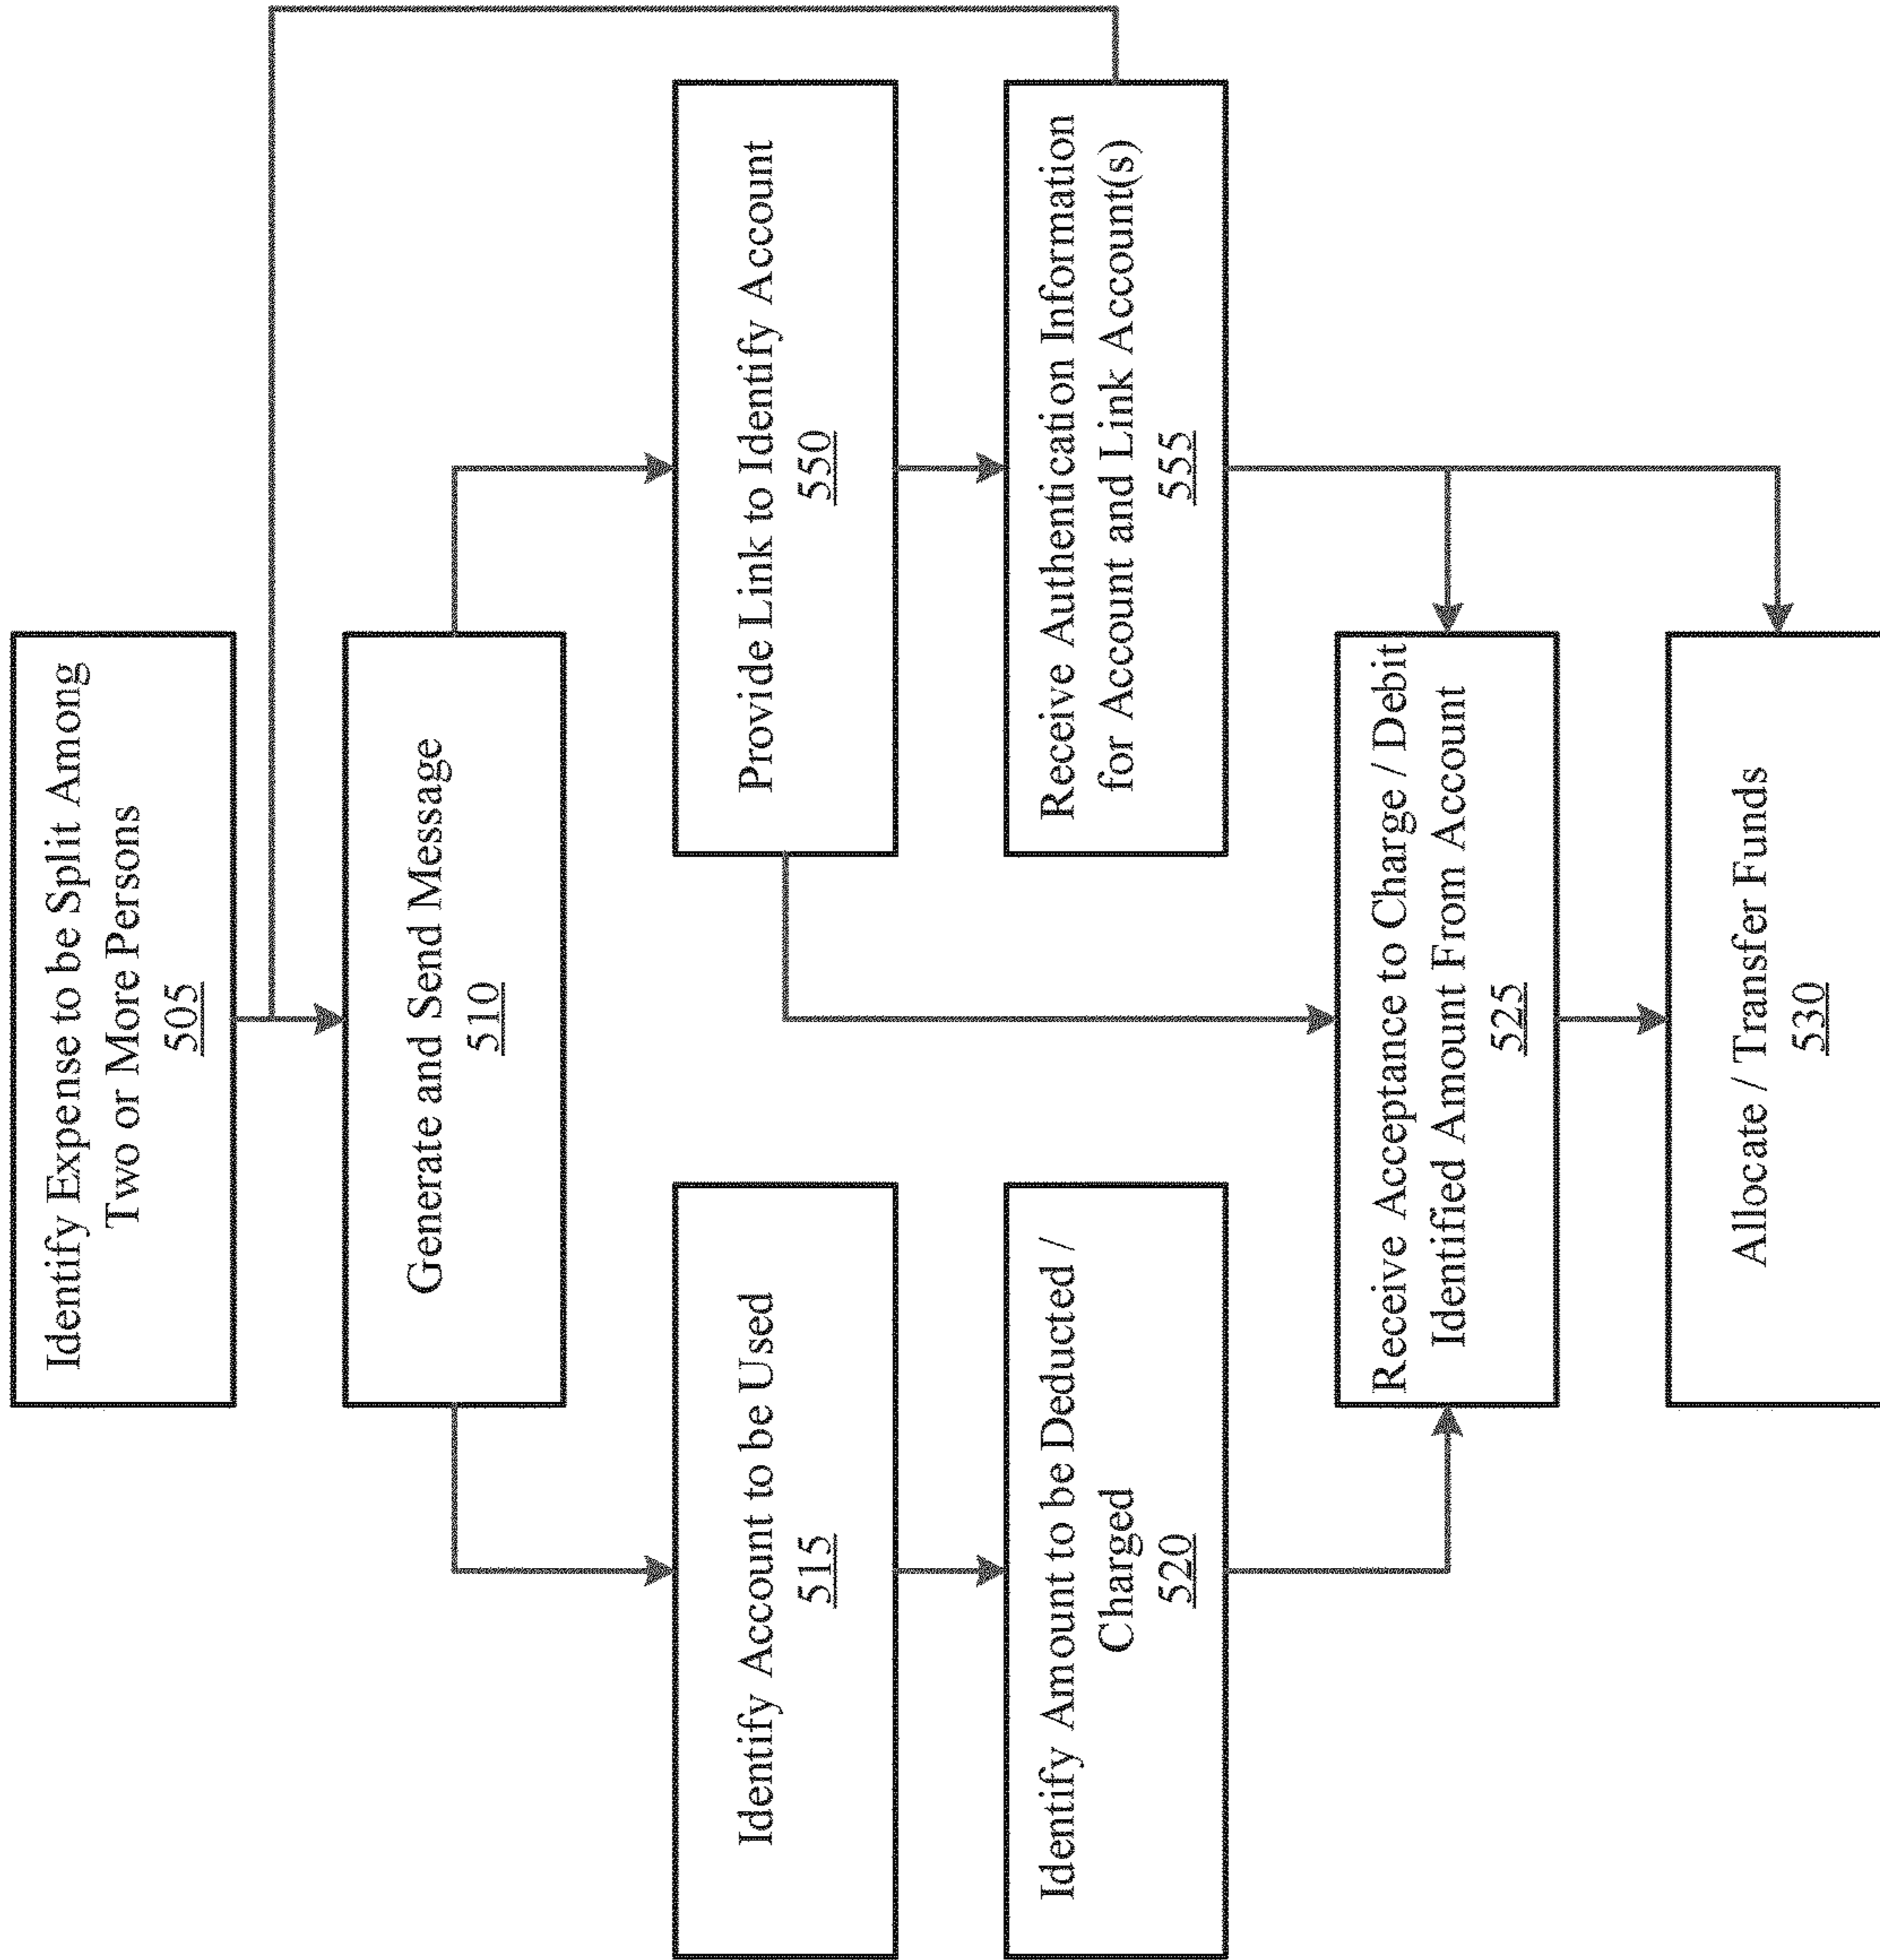 Identify Expense to be Split Among
Two or More Persons
505
Generate and Send Message
510
Identify Account to be Used
515
Identify Amount to be Deducted /
Charged
520
Provide Link to Identify Account
550
Receive Authentication Information
for Account and Link Account(s)
555
Receive Acceptance to Charge / Debit
Identified Amount From Account
525
Allocate / Transfer Funds
530